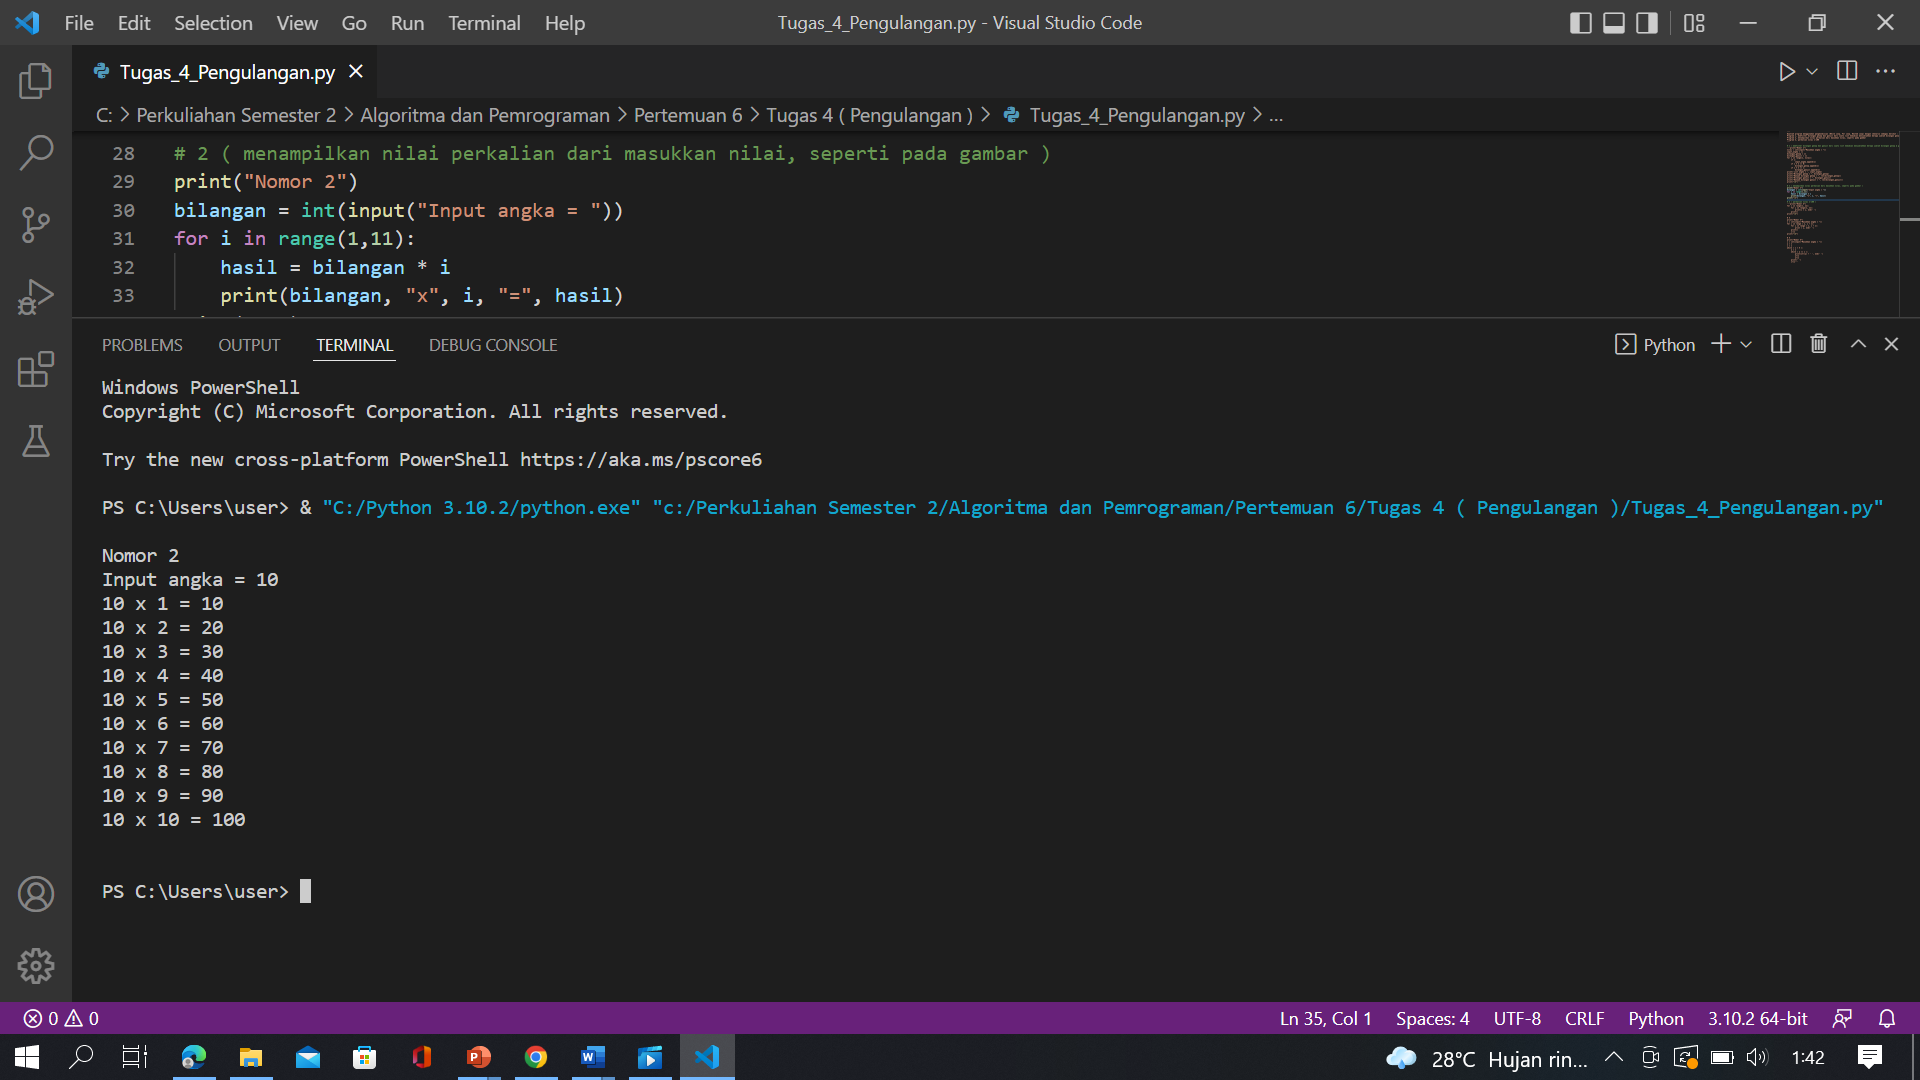 File Edit Selection View Go Run Terminal Help
Tugas_4_Pengulangan.py - Visual Studio Code
Tugas_4_Pengulangan.py
C: > Perkuliahan Semester 2 > Algoritma dan Pemrograman > Pertemuan 6 > Tugas 4 ( Pengulangan ) > Tugas_4_Pengulangan.py > ...
28 # 2 ( menampilkan nilai perkalian dari masukkan nilai, seperti pada gambar )
29 print("Nomor 2")
30 bilangan = int(input("Input angka = "))
31 for i in range(1,11):
32 hasil = bilangan * i
33 print(bilangan, "x", i, "=", hasil)
PROBLEMS OUTPUT TERMINAL DEBUG CONSOLE
Python
Windows PowerShell
Copyright (C) Microsoft Corporation. All rights reserved.
Try the new cross-platform PowerShell https://aka.ms/pscore6
PS C:\Users\user> & "C:/Python 3.10.2/python.exe" "c:/Perkuliahan Semester 2/Algoritma dan Pemrograman/Pertemuan 6/Tugas 4 ( Pengulangan )/Tugas_4_Pengulangan.py"
Nomor 2
Input angka = 10
10 x 1 = 10
10 x 2 = 20
10 x 3 = 30
10 x 4 = 40
10 x 5 = 50
10 x 6 = 60
10 x 7 = 70
10 x 8 = 80
10 x 9 = 90
10 x 10 = 100
PS C:\Users\user>
0 0
Ln 35, Col 1 Spaces: 4 UTF-8 CRLF Python 3.10.2 64-bit
28°C Hujan rin... 1:42